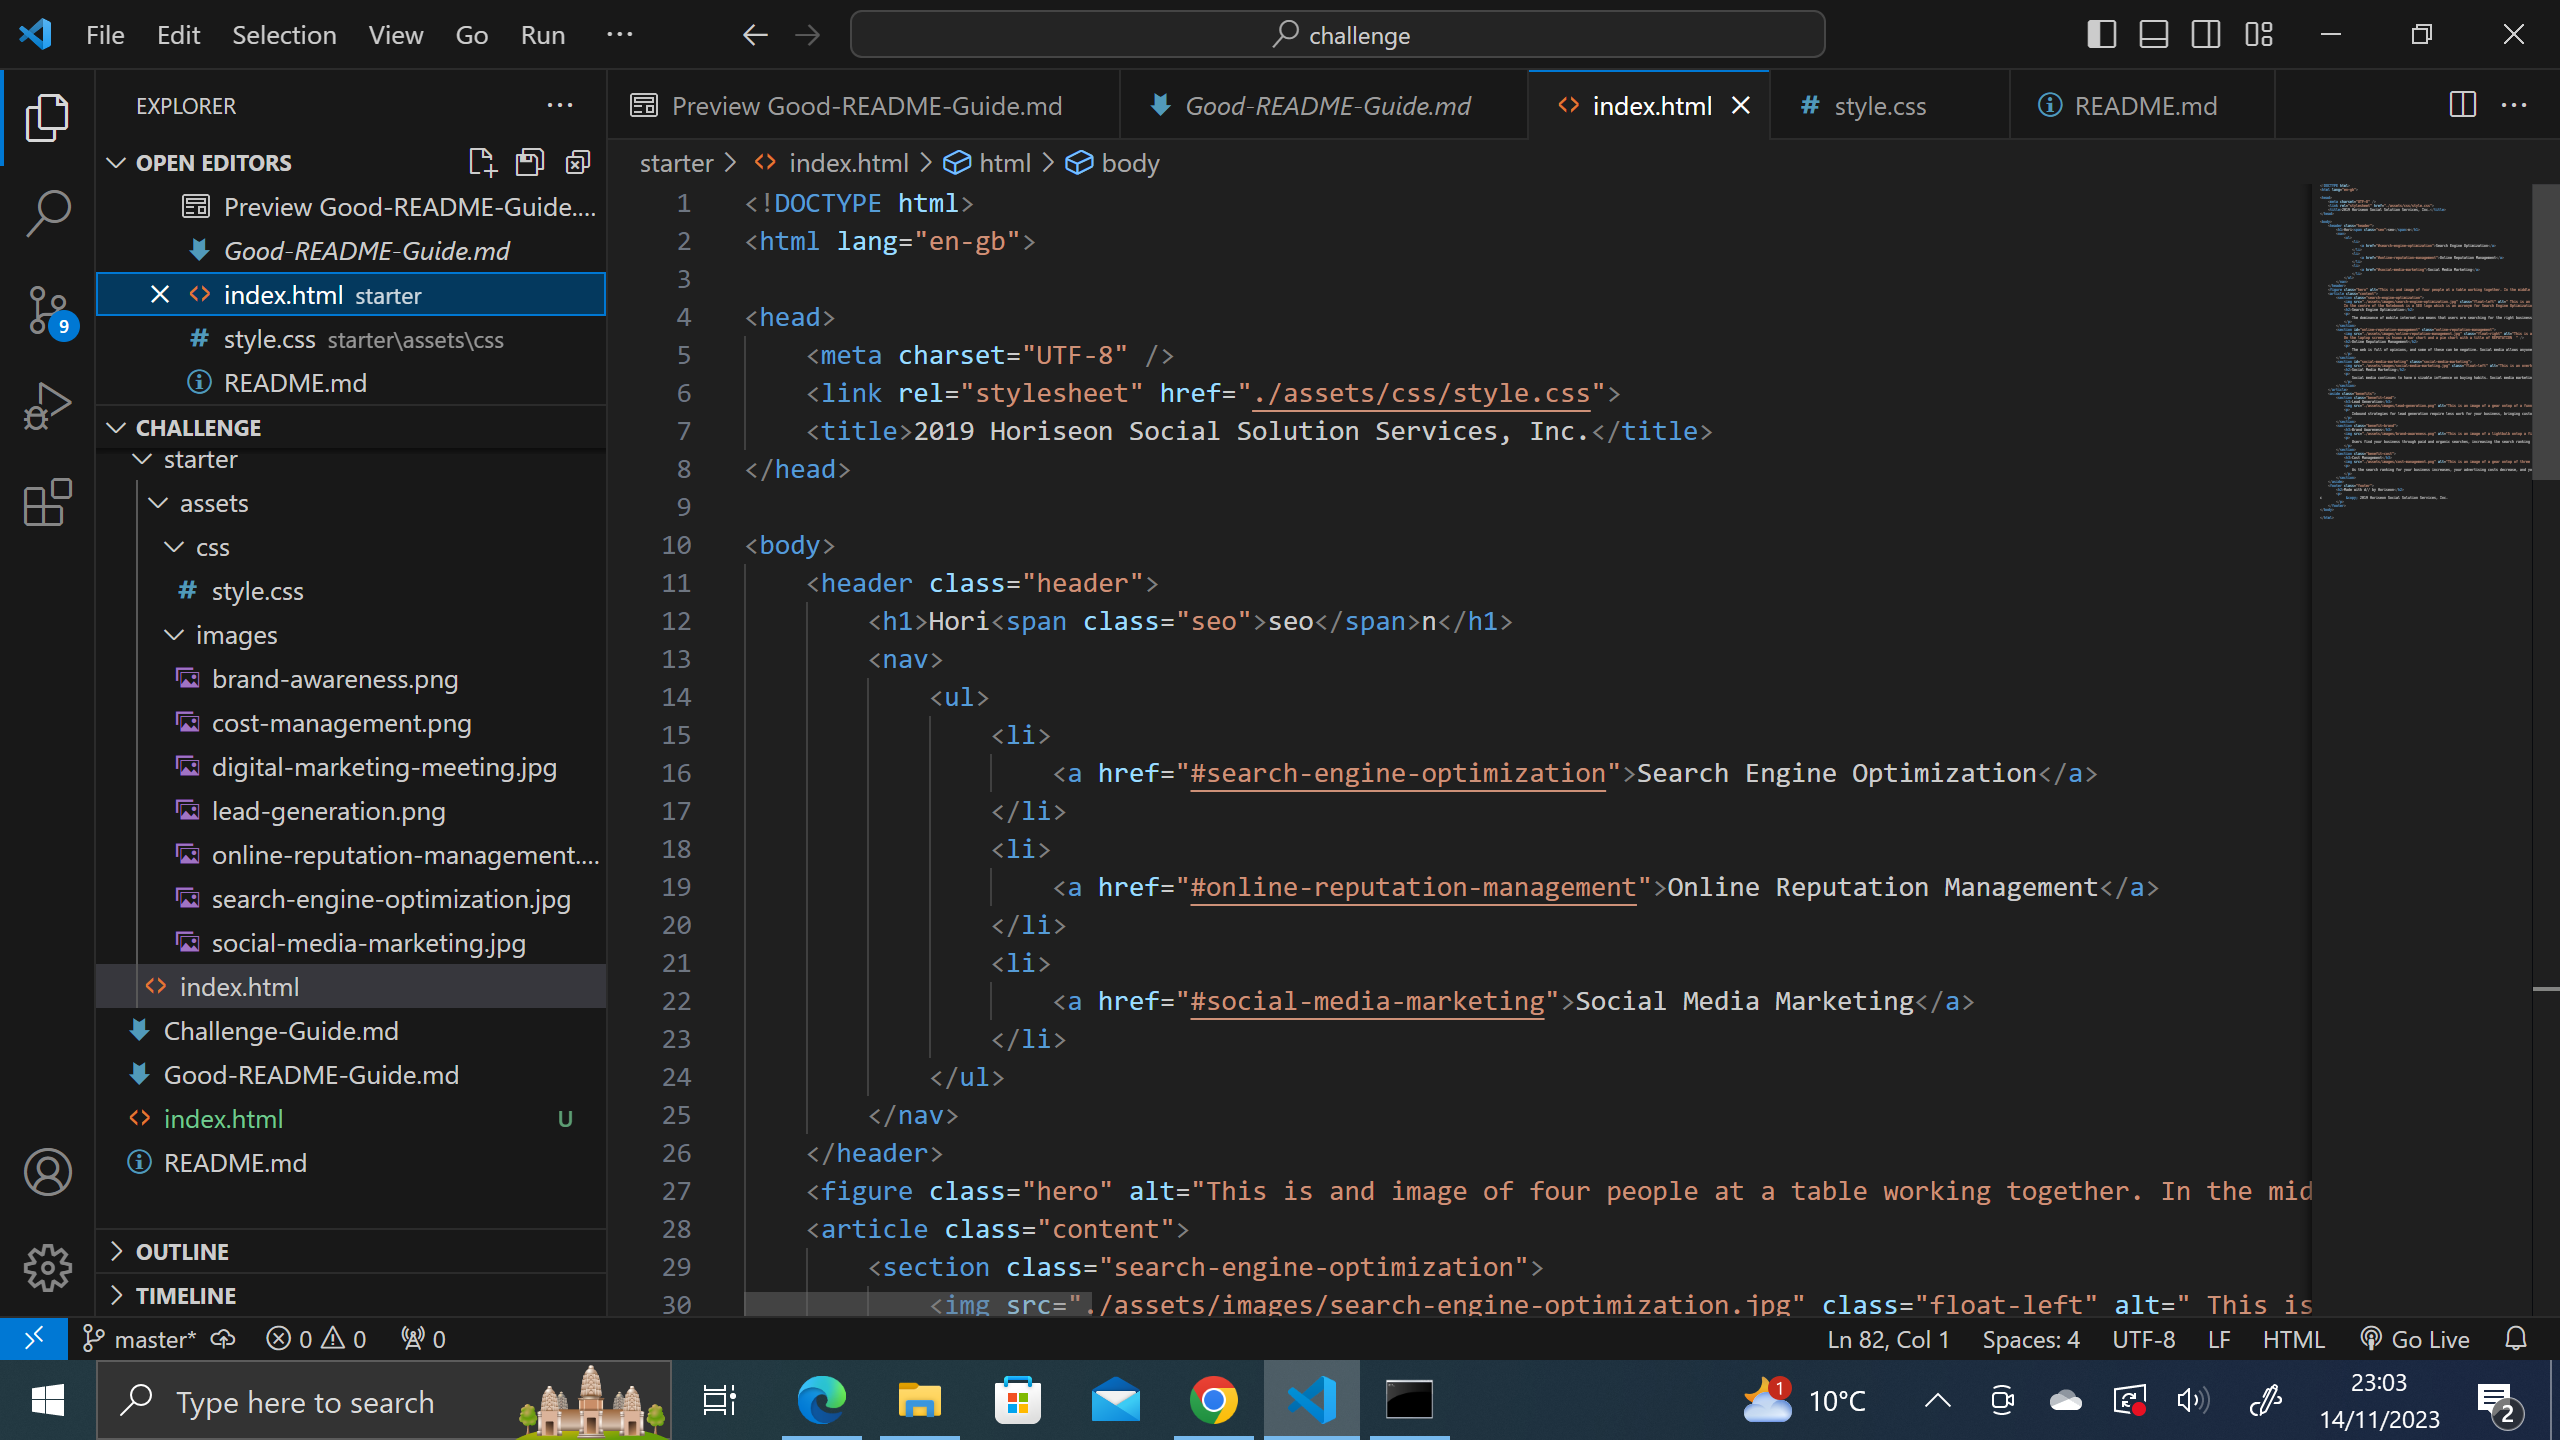 File Edit Selection View Go Run ···
challenge
EXPLORER
OPEN EDITORS
Preview Good-README-Guide....
Good-README-Guide.md
index.html starter
style.css starter\assets\css
README.md
CHALLENGE
starter
assets
css
style.css
images
brand-awareness.png
cost-management.png
digital-marketing-meeting.jpg
lead-generation.png
online-reputation-management....
search-engine-optimization.jpg
social-media-marketing.jpg
index.html
Challenge-Guide.md
Good-README-Guide.md
index.html U
README.md
OUTLINE
TIMELINE
9
Preview Good-README-Guide.md Good-README-Guide.md index.html style.css README.md
starter > index.html > html > body
1 <!DOCTYPE html>
2 <html lang="en-gb">
3
4 <head>
5 <meta charset="UTF-8" />
6 <link rel="stylesheet" href="./assets/css/style.css">
7 <title>2019 Horiseon Social Solution Services, Inc.</title>
8 </head>
9
10 <body>
11 <header class="header">
12 <h1>Hori<span class="seo">seo</span>n</h1>
13 <nav>
14 <ul>
15 <li>
16 <a href="#search-engine-optimization">Search Engine Optimization</a>
17 </li>
18 <li>
19 <a href="#online-reputation-management">Online Reputation Management</a>
20 </li>
21 <li>
22 <a href="#social-media-marketing">Social Media Marketing</a>
23 </li>
24 </ul>
25 </nav>
26 </header>
27 <figure class="hero" alt="This is and image of four people at a table working together. In the mid
28 <article class="content">
29 <section class="search-engine-optimization">
30 <img src="./assets/images/search-engine-optimization.jpg" class="float-left" alt=" This is
master* 0 0 0
Ln 82, Col 1 Spaces: 4 UTF-8 LF HTML Go Live
Type here to search
1 10°C
23:03
14/11/2023
2